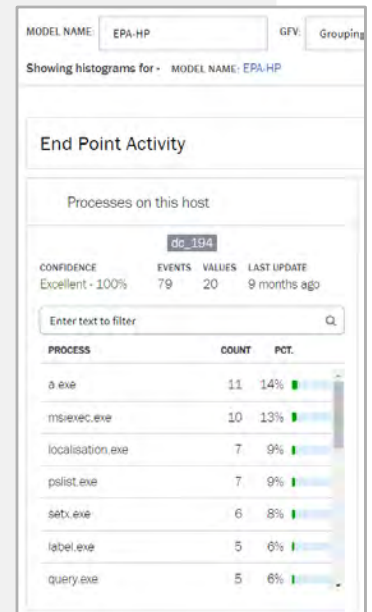 MODEL NAME: EPA-HP GFV: Grouping
Showing histograms for - MODEL NAME: EPA-HP
End Point Activity
Processes on this host
dc_194
CONFIDENCE EVENTS VALUES LAST UPDATE
Excellent - 100% 79 20 9 months ago
Enter text to filter
PROCESS COUNT PCT.
a.exe 11 14%
msiexec.exe 10 13%
localisation.exe 7 9%
pslist.exe 7 9%
setx.exe 6 8%
label.exe 5 6%
query.exe 5 6%